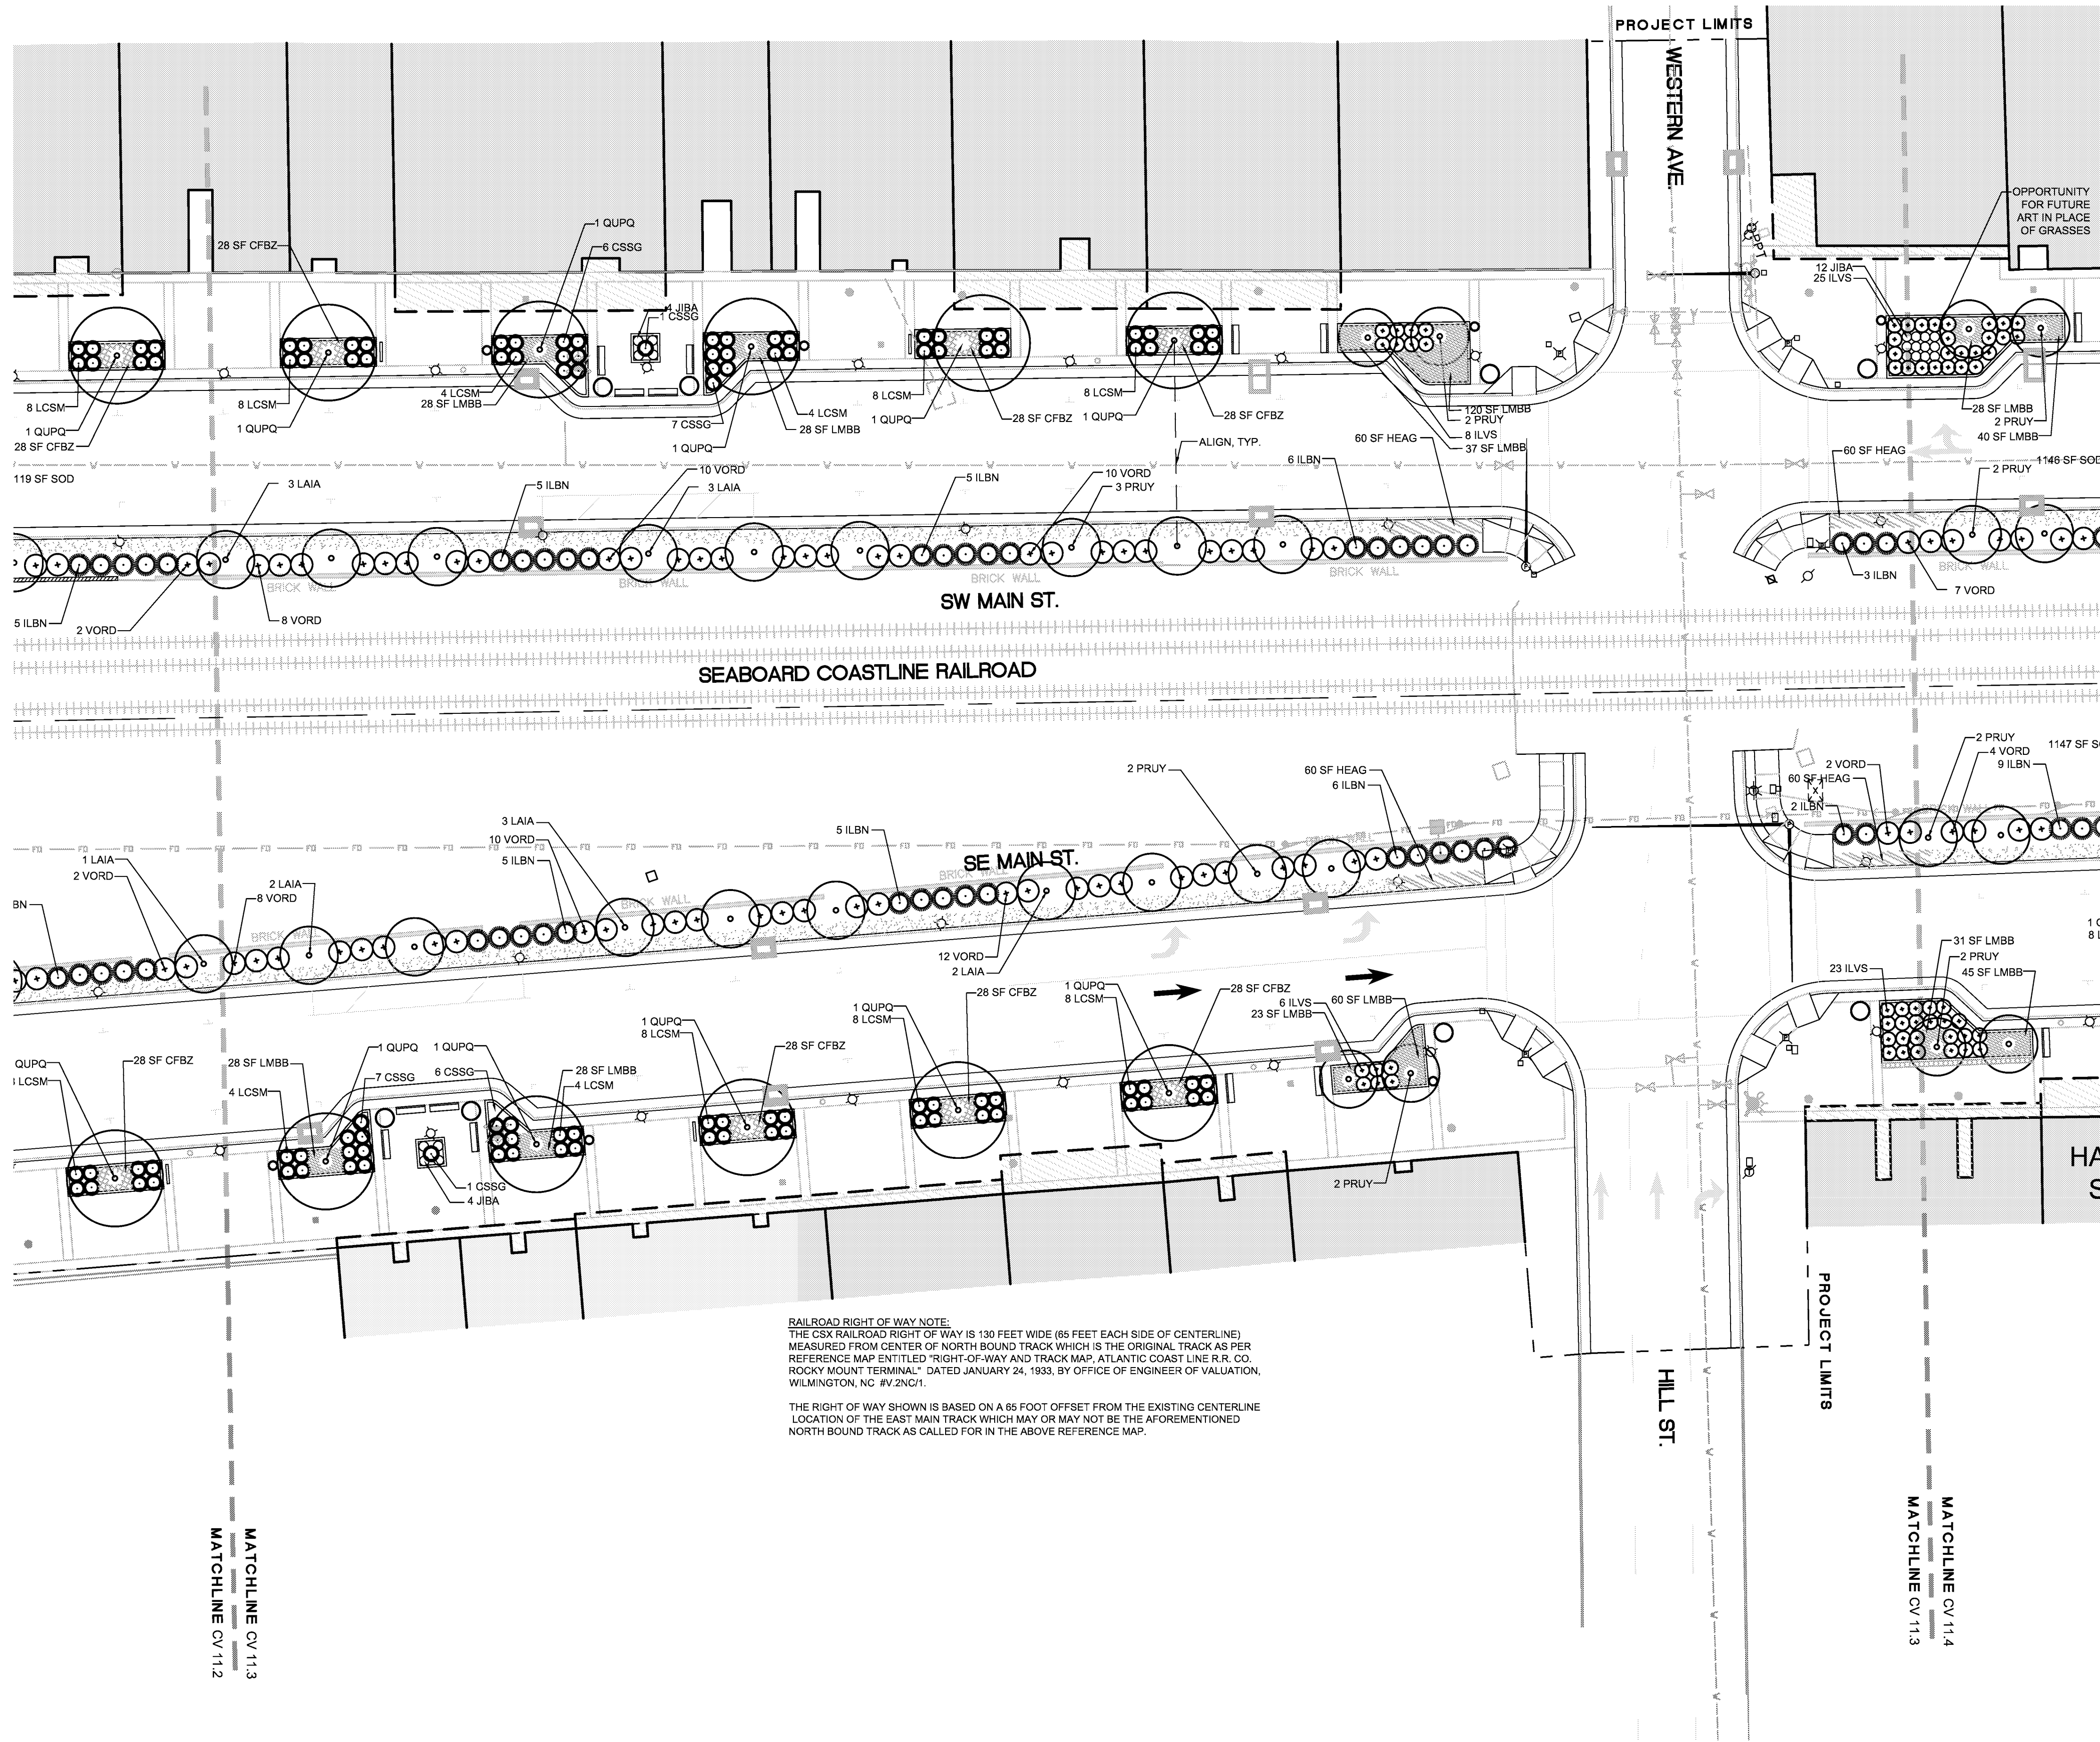 PROJECT LIMITS
WESTERN AVE.
OPPORTUNITY
FOR FUTURE
ART IN PLACE
OF GRASSES
28 SF CFBZ
1 QUPQ
6 CSSG
4 JIBA
1 CSSG
12 JIBA
25 ILVS
8 LCSM
1 QUPQ
28 SF CFBZ
8 LCSM
1 QUPQ
4 LCSM
28 SF LMBB
7 CSSG
1 QUPQ
4 LCSM
28 SF LMBB
8 LCSM
1 QUPQ
28 SF CFBZ
8 LCSM
1 QUPQ
28 SF CFBZ
120 SF LMBB
2 PRUY
8 ILVS
37 SF LMBB
28 SF LMBB
2 PRUY
40 SF LMBB
ALIGN, TYP.
60 SF HEAG
60 SF HEAG
119 SF SOD
3 LAIA
5 ILBN
10 VORD
3 LAIA
5 ILBN
10 VORD
3 PRUY
6 ILBN
2 PRUY
1146 SF SOD
BRICK WALL
BRICK WALL
BRICK WALL
BRICK WALL
BRICK WALL
5 ILBN
2 VORD
8 VORD
3 ILBN
7 VORD
SW MAIN ST.
SEABOARD COASTLINE RAILROAD
2 PRUY
60 SF HEAG
6 ILBN
2 PRUY
4 VORD
9 ILBN
1147 SF S
2 VORD
60 SF HEAG
2 ILBN
BRICK WALL
3 LAIA
10 VORD
5 ILBN
5 ILBN
SE MAIN ST.
BRICK WALL
BRICK WALL
BRICK WALL
BRICK WALL
1 LAIA
2 VORD
2 LAIA
8 VORD
BN
12 VORD
2 LAIA
31 SF LMBB
2 PRUY
45 SF LMBB
23 ILVS
8 L
QUPQ
LCSM
28 SF CFBZ
28 SF LMBB
4 LCSM
1 QUPQ
7 CSSG
1 QUPQ
6 CSSG
28 SF LMBB
4 LCSM
1 QUPQ
8 LCSM
28 SF CFBZ
1 QUPQ
8 LCSM
28 SF CFBZ
1 QUPQ
8 LCSM
28 SF CFBZ
6 ILVS
23 SF LMBB
60 SF LMBB
1 CSSG
4 JIBA
2 PRUY
HA
S
PROJECT LIMITS
HILL ST.
RAILROAD RIGHT OF WAY NOTE:
THE CSX RAILROAD RIGHT OF WAY IS 130 FEET WIDE (65 FEET EACH SIDE OF CENTERLINE)
MEASURED FROM CENTER OF NORTH BOUND TRACK WHICH IS THE ORIGINAL TRACK AS PER
REFERENCE MAP ENTITLED "RIGHT-OF-WAY AND TRACK MAP, ATLANTIC COAST LINE R.R. CO.
ROCKY MOUNT TERMINAL" DATED JANUARY 24, 1933, BY OFFICE OF ENGINEER OF VALUATION,
WILMINGTON, NC #V.2NC/1.
THE RIGHT OF WAY SHOWN IS BASED ON A 65 FOOT OFFSET FROM THE EXISTING CENTERLINE
LOCATION OF THE EAST MAIN TRACK WHICH MAY OR MAY NOT BE THE AFOREMENTIONED
NORTH BOUND TRACK AS CALLED FOR IN THE ABOVE REFERENCE MAP.
MATCHLINE CV 11.3
MATCHLINE CV 11.2
MATCHLINE CV 11.4
MATCHLINE CV 11.3